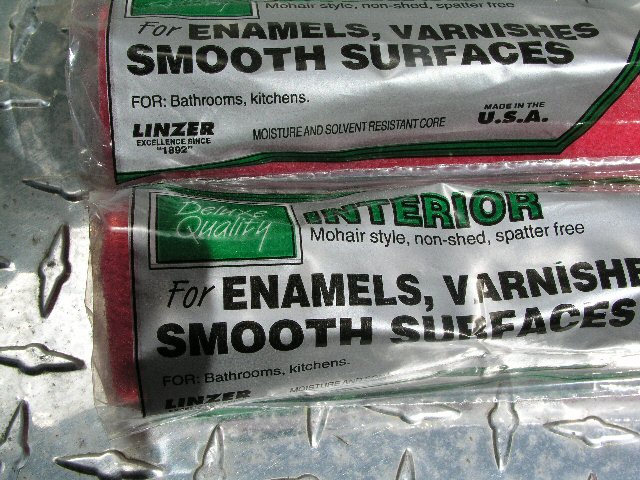 Mohair style, non-shed, spatter free
For ENAMELS, VARNISHES
SMOOTH SURFACES
FOR: Bathrooms, kitchens.
LINZER
EXCELLENCE SINCE
"1892"
MOISTURE AND SOLVENT RESISTANT CORE
MADE IN THE
U.S.A.
Deluxe
Quality
INTERIOR
Mohair style, non-shed, spatter free
For ENAMELS, VARNISHE
SMOOTH SURFACES
FOR: Bathrooms, kitchens.
LINZER
MOISTURE AND